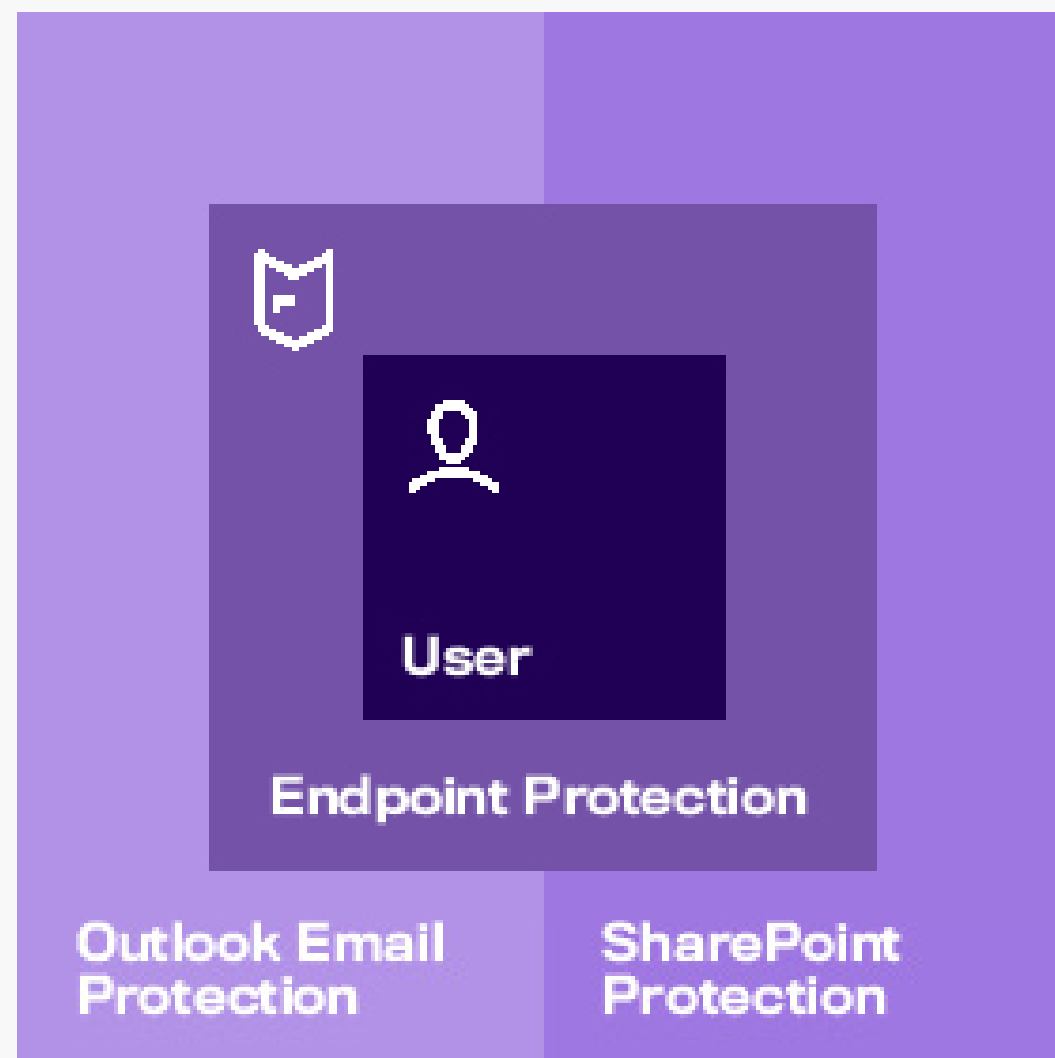 User
Endpoint Protection
Outlook Email
Protection
SharePoint
Protection